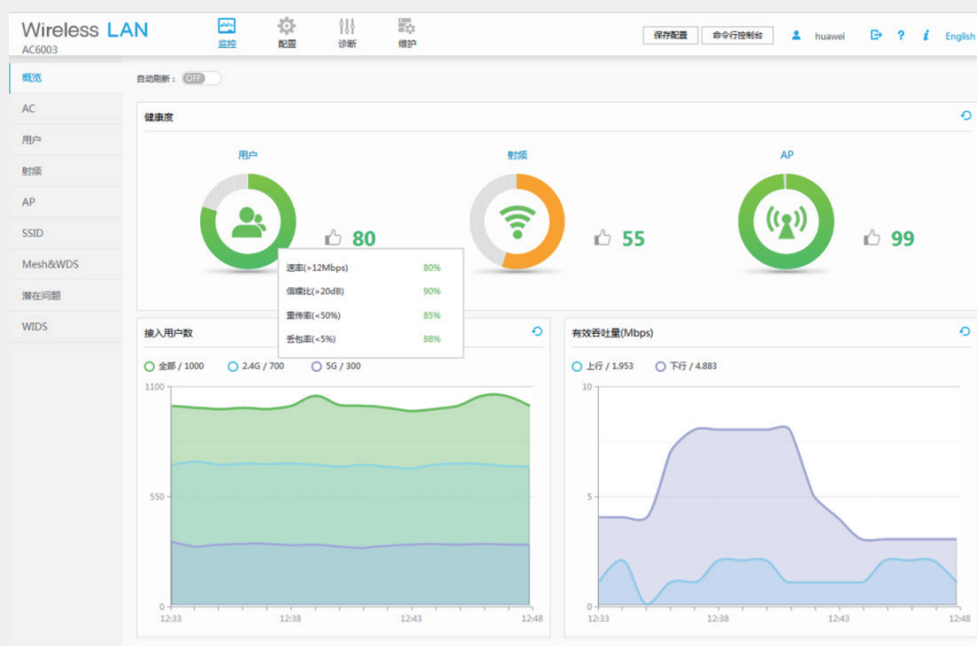 Wireless LAN
AC6003
监控
配置
诊断
维护
保存配置
命令行控制台
huawei
English
概览
AC
用户
射频
AP
SSID
Mesh&WDS
潜在问题
WIDS
自动刷新： OFF
健康度
用户
80
射频
55
AP
99
速率(>12Mbps) 80%
信噪比(>20dB) 90%
重传率(<50%) 85%
丢包率(<5%) 88%
接入用户数
全部 / 1000 2.4G / 700 5G / 300
1100
550
0
12:33 12:38 12:43 12:48
有效吞吐量(Mbps)
上行 / 1.953 下行 / 4.883
10
5
0
12:33 12:38 12:43 12:48